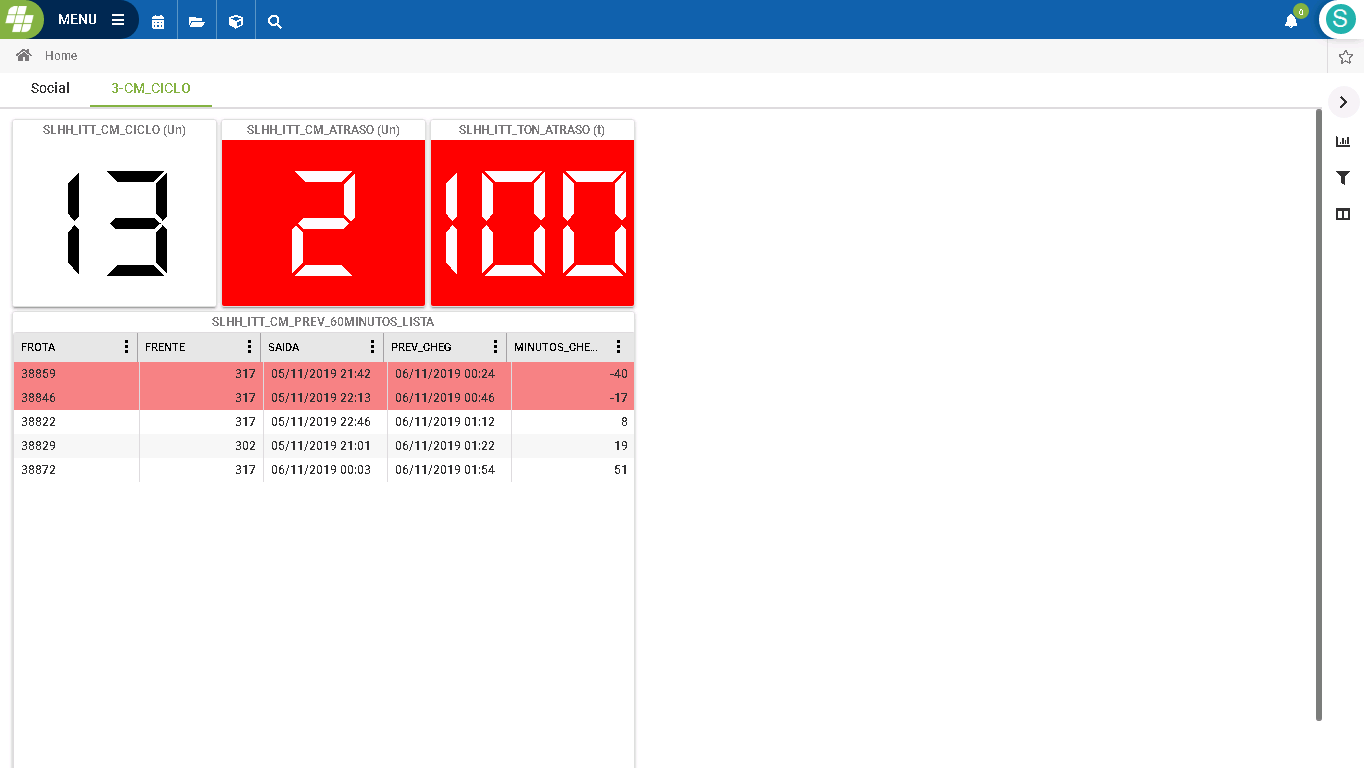 MENU
0
S
Home
Social 3-CM_CICLO
SLHH_ITT_CM_CICLO (Un) SLHH_ITT_CM_ATRASO (Un) SLHH_ITT_TON_ATRASO (t)
13 2 100
SLHH_ITT_CM_PREV_60MINUTOS_LISTA
FROTA FRENTE SAIDA PREV_CHEG MINUTOS_CHE...
38859 317 05/11/2019 21:42 06/11/2019 00:24 -40
38846 317 05/11/2019 22:13 06/11/2019 00:46 -17
38822 317 05/11/2019 22:46 06/11/2019 01:12 8
38829 302 05/11/2019 21:01 06/11/2019 01:22 19
38872 317 06/11/2019 00:03 06/11/2019 01:54 51